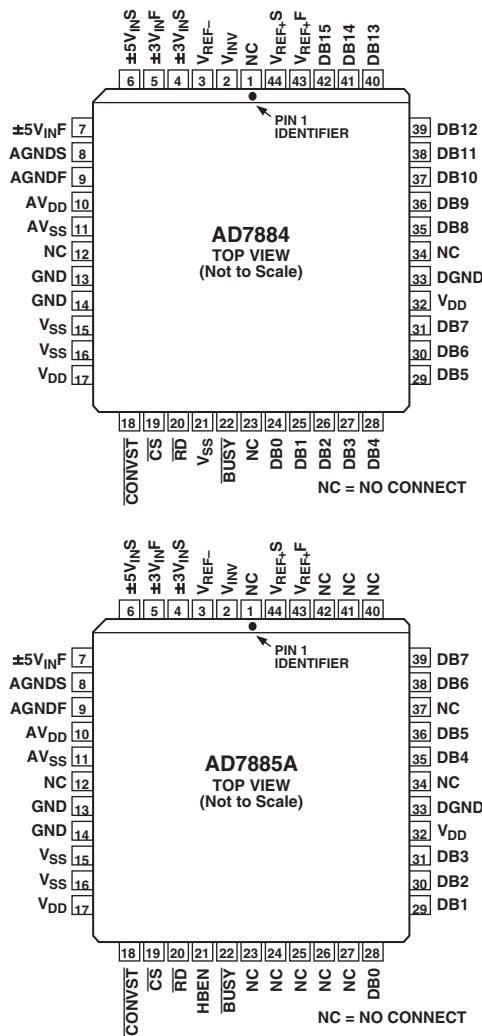 ±5VINS
±3VINF
±3VINS
VREF–
VINV
NC
VREF+S
VREF+F
DB15
DB14
DB13
6 5 4 3 2 1 44 43 42 41 40
PIN 1
IDENTIFIER
±5VINF 7
AGNDS 8
AGNDF 9
AVDD 10
AVSS 11
NC 12
GND 13
GND 14
VSS 15
VSS 16
VDD 17
AD7884
TOP VIEW
(Not to Scale)
39 DB12
38 DB11
37 DB10
36 DB9
35 DB8
34 NC
33 DGND
32 VDD
31 DB7
30 DB6
29 DB5
18 19 20 21 22 23 24 25 26 27 28
CONVST
CS
RD
VSS
BUSY
NC
DB0
DB1
DB2
DB3
DB4
NC = NO CONNECT
±5VINS
±3VINF
±3VINS
VREF–
VINV
NC
VREF+S
VREF+F
NC
NC
NC
6 5 4 3 2 1 44 43 42 41 40
PIN 1
IDENTIFIER
±5VINF 7
AGNDS 8
AGNDF 9
AVDD 10
AVSS 11
NC 12
GND 13
GND 14
VSS 15
VSS 16
VDD 17
AD7885A
TOP VIEW
(Not to Scale)
39 DB7
38 DB6
37 NC
36 DB5
35 DB4
34 NC
33 DGND
32 VDD
31 DB3
30 DB2
29 DB1
18 19 20 21 22 23 24 25 26 27 28
CONVST
CS
RD
HBEN
BUSY
NC
NC
NC
NC
NC
DB0
NC = NO CONNECT